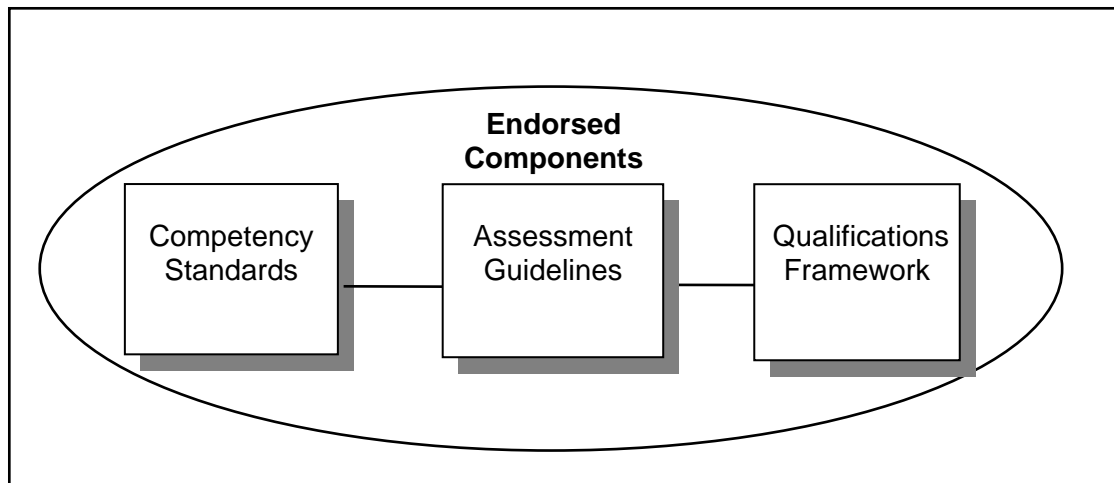 Endorsed
Components
Competency
Standards
Assessment
Guidelines
Qualifications
Framework